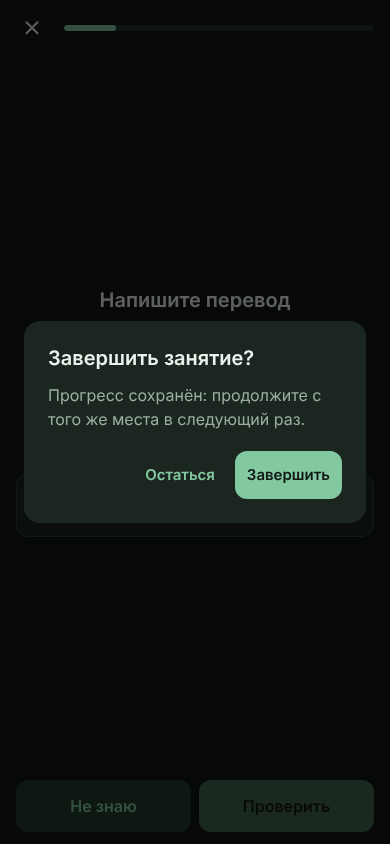 Напишите перевод
Завершить занятие?
Прогресс сохранён: продолжите с
того же места в следующий раз.
Остаться
Завершить
Не знаю
Проверить